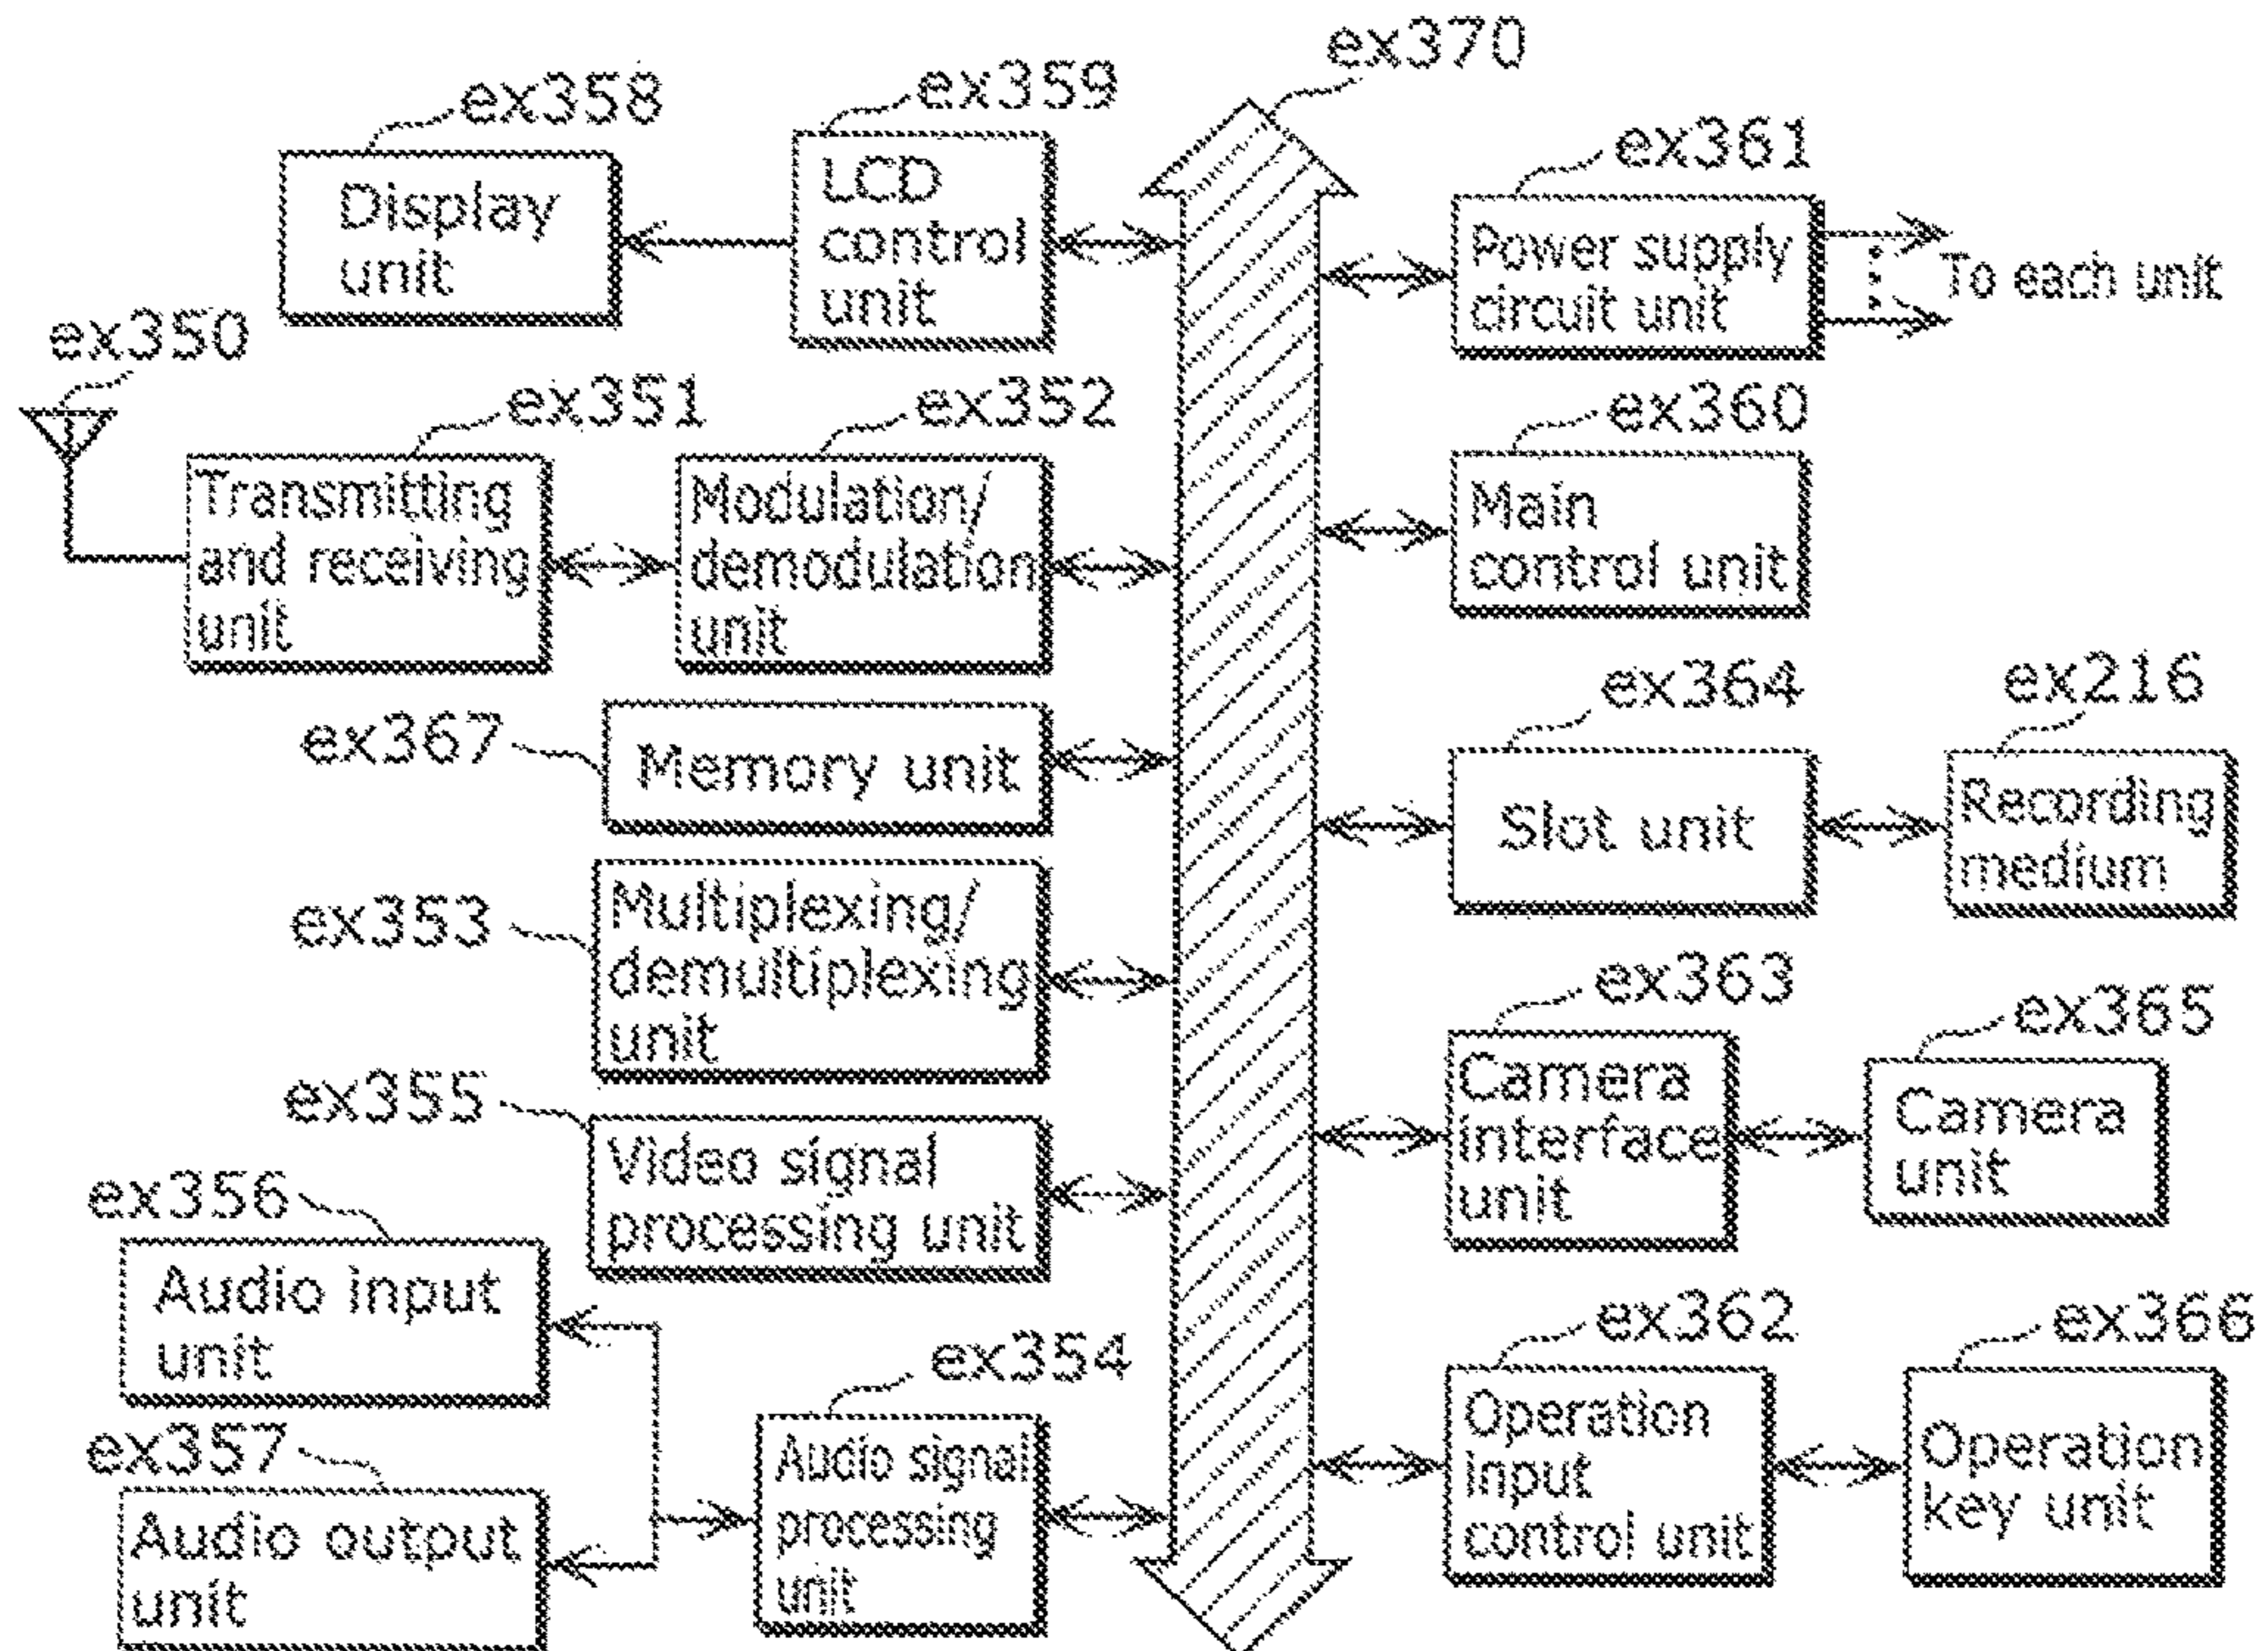 ex370
ex358
ex359
ex361
Display
unit
LCD
control
unit
Power supply
circuit unit
To each unit
ex350
ex351
ex352
ex360
Transmitting
and receiving
unit
Modulation/
demodulation
unit
Main
control unit
ex367
Memory unit
ex364
ex216
Slot unit
Recording
medium
ex353
Multiplexing/
demultiplexing
unit
ex363
ex365
Camera
interface
unit
Camera
unit
ex355
Video signal
processing unit
ex356
Audio input
unit
ex362
ex366
Operation
input
control unit
Operation
key unit
ex357
Audio output
unit
ex354
Audio signal
processing
unit